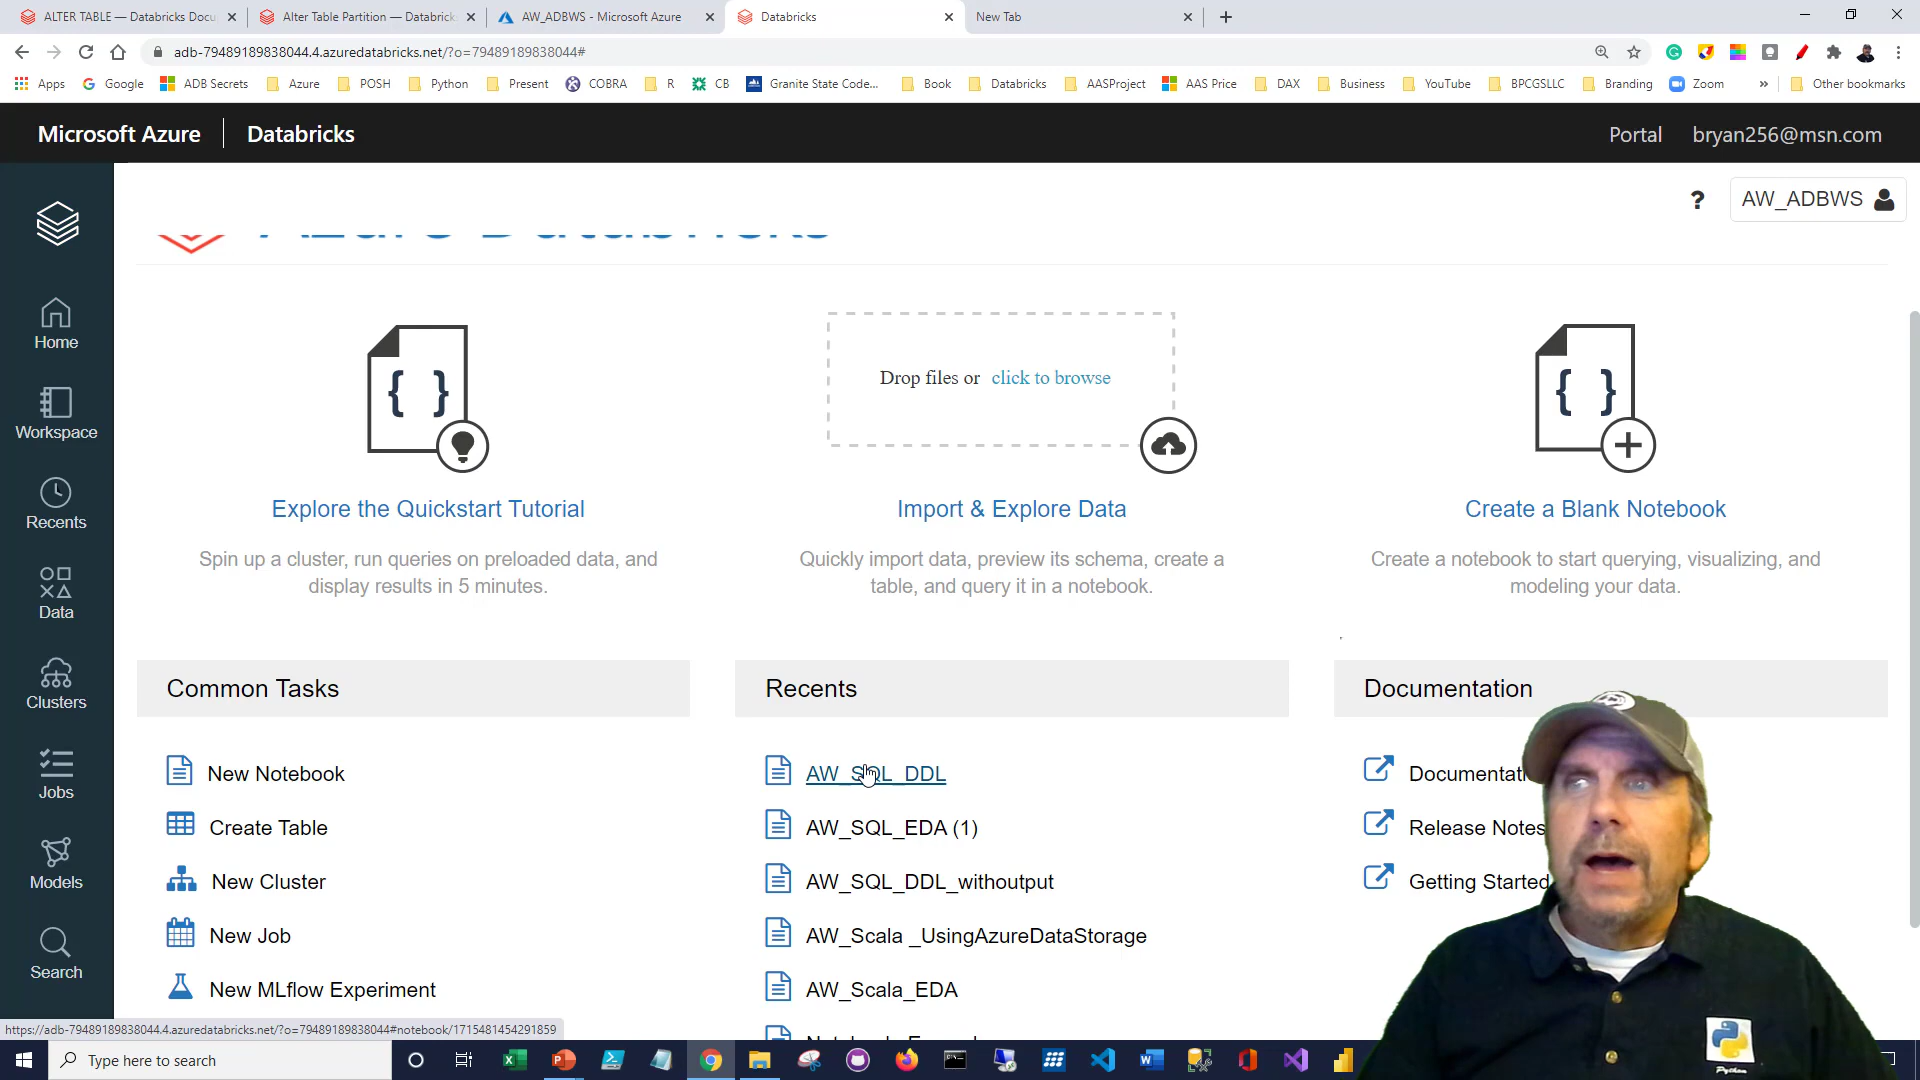 ALTER TABLE — Databricks Docu
Alter Table Partition — Databricks
AW_ADBWS - Microsoft Azure
Databricks
New Tab
adb-79489189838044.4.azuredatabricks.net/?o=79489189838044#
Apps
Google
ADB Secrets
Azure
POSH
Python
Present
COBRA
R
CB
Granite State Code...
Book
Databricks
AASProject
AAS Price
DAX
Business
YouTube
BPCGSLLC
Branding
Zoom
»
Other bookmarks
Microsoft Azure
Databricks
Portal
bryan256@msn.com
?
AW_ADBWS
Home
Workspace
Recents
Data
Clusters
Jobs
Models
Search
Drop files or click to browse
Explore the Quickstart Tutorial
Spin up a cluster, run queries on preloaded data, and
display results in 5 minutes.
Import & Explore Data
Quickly import data, preview its schema, create a
table, and query it in a notebook.
Create a Blank Notebook
Create a notebook to start querying, visualizing, and
modeling your data.
Common Tasks
New Notebook
Create Table
New Cluster
New Job
New MLflow Experiment
Recents
AW_SQL_DDL
AW_SQL_EDA (1)
AW_SQL_DDL_withoutput
AW_Scala _UsingAzureDataStorage
AW_Scala_EDA
Documentation
Documentati
Release Notes
Getting Started
https://adb-79489189838044.4.azuredatabricks.net/?o=79489189838044#notebook/1715481454291859
Type here to search
Python